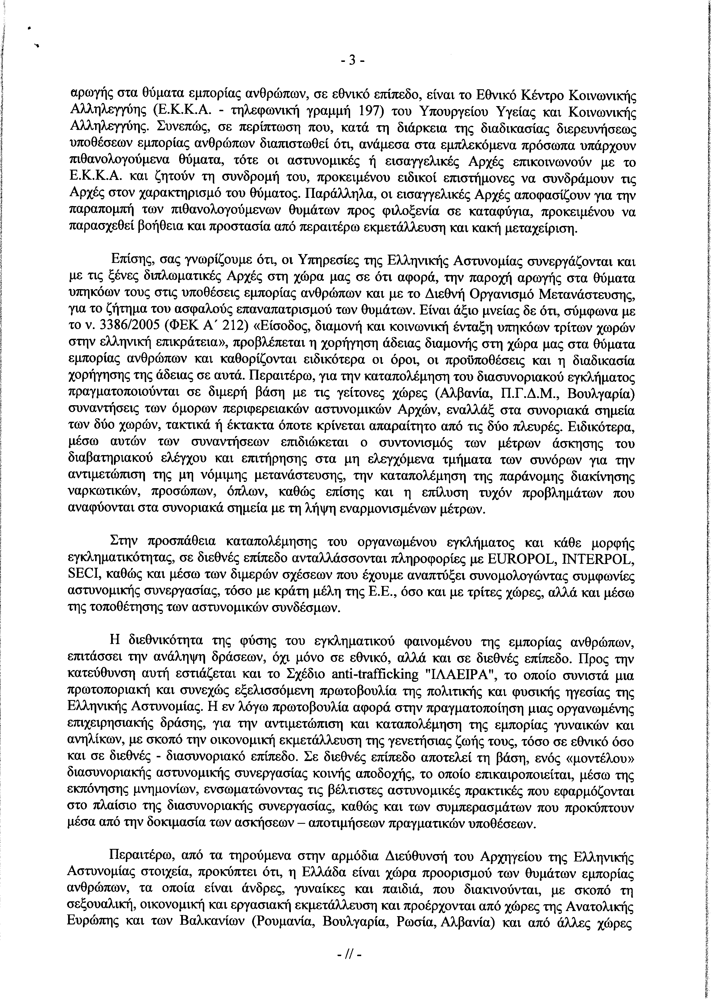 - 3 -
αρωγής στα θύματα εμπορίας ανθρώπων, σε εθνικό επίπεδο, είναι το Εθνικό Κέντρο Κοινωνικής
Αλληλεγγύης (Ε.Κ.Κ.Α. - τηλεφωνική γραμμή 197) του Υπουργείου Υγείας και Κοινωνικής
Αλληλεγγύης. Συνεπώς, σε περίπτωση που, κατά τη διάρκεια της διαδικασίας διερευνήσεως
υποθέσεων εμπορίας ανθρώπων διαπιστωθεί ότι, ανάμεσα στα εμπλεκόμενα πρόσωπα υπάρχουν
πιθανολογούμενα θύματα, τότε οι αστυνομικές ή εισαγγελικές Αρχές επικοινωνούν με το
Ε.Κ.Κ.Α. και ζητούν τη συνδρομή του, προκειμένου ειδικοί επιστήμονες να συνδράμουν τις
Αρχές στον χαρακτηρισμό του θύματος. Παράλληλα, οι εισαγγελικές Αρχές αποφασίζουν για την
παραπομπή των πιθανολογούμενων θυμάτων προς φιλοξενία σε καταφύγια, προκειμένου να
παρασχεθεί βοήθεια και προστασία από περαιτέρω εκμετάλλευση και κακή μεταχείριση.
Επίσης, σας γνωρίζουμε ότι, οι Υπηρεσίες της Ελληνικής Αστυνομίας συνεργάζονται και
με τις ξένες διπλωματικές Αρχές στη χώρα μας σε ότι αφορά, την παροχή αρωγής στα θύματα
υπηκόων τους στις υποθέσεις εμπορίας ανθρώπων και με το Διεθνή Οργανισμό Μετανάστευσης,
για το ζήτημα του ασφαλούς επαναπατρισμού των θυμάτων. Είναι άξιο μνείας δε ότι, σύμφωνα με
το ν. 3386/2005 (ΦΕΚ Α΄ 212) «Είσοδος, διαμονή και κοινωνική ένταξη υπηκόων τρίτων χωρών
στην ελληνική επικράτεια», προβλέπεται η χορήγηση άδειας διαμονής στη χώρα μας στα θύματα
εμπορίας ανθρώπων και καθορίζονται ειδικότερα οι όροι, οι προϋποθέσεις και η διαδικασία
χορήγησης της άδειας σε αυτά. Περαιτέρω, για την καταπολέμηση του διασυνοριακού εγκλήματος
πραγματοποιούνται σε διμερή βάση με τις γείτονες χώρες (Αλβανία, Π.Γ.Δ.Μ., Βουλγαρία)
συναντήσεις των όμορων περιφερειακών αστυνομικών Αρχών, εναλλάξ στα συνοριακά σημεία
των δύο χωρών, τακτικά ή έκτακτα όποτε κρίνεται απαραίτητο από τις δύο πλευρές. Ειδικότερα,
μέσω αυτών των συναντήσεων επιδιώκεται ο συντονισμός των μέτρων άσκησης του
διαβατηριακού ελέγχου και επιτήρησης στα μη ελεγχόμενα τμήματα των συνόρων για την
αντιμετώπιση της μη νόμιμης μετανάστευσης, την καταπολέμηση της παράνομης διακίνησης
ναρκωτικών, προσώπων, όπλων, καθώς επίσης και η επίλυση τυχόν προβλημάτων που
αναφύονται στα συνοριακά σημεία με τη λήψη εναρμονισμένων μέτρων.
Στην προσπάθεια καταπολέμησης του οργανωμένου εγκλήματος και κάθε μορφής
εγκληματικότητας, σε διεθνές επίπεδο ανταλλάσσονται πληροφορίες με EUROPOL, INTERPOL,
SECI, καθώς και μέσω των διμερών σχέσεων που έχουμε αναπτύξει συνομολογώντας συμφωνίες
αστυνομικής συνεργασίας, τόσο με κράτη μέλη της Ε.Ε., όσο και με τρίτες χώρες, αλλά και μέσω
της τοποθέτησης των αστυνομικών συνδέσμων.
Η διεθνικότητα της φύσης του εγκληματικού φαινομένου της εμπορίας ανθρώπων,
επιτάσσει την ανάληψη δράσεων, όχι μόνο σε εθνικό, αλλά και σε διεθνές επίπεδο. Προς την
κατεύθυνση αυτή εστιάζεται και το Σχέδιο anti-trafficking "ΙΛΑΕΙΡΑ", το οποίο συνιστά μια
πρωτοποριακή και συνεχώς εξελισσόμενη πρωτοβουλία της πολιτικής και φυσικής ηγεσίας της
Ελληνικής Αστυνομίας. Η εν λόγω πρωτοβουλία αφορά στην πραγματοποίηση μιας οργανωμένης
επιχειρησιακής δράσης, για την αντιμετώπιση και καταπολέμηση της εμπορίας γυναικών και
ανηλίκων, με σκοπό την οικονομική εκμετάλλευση της γενετήσιας ζωής τους, τόσο σε εθνικό όσο
και σε διεθνές - διασυνοριακό επίπεδο. Σε διεθνές επίπεδο αποτελεί τη βάση, ενός «μοντέλου»
διασυνοριακής αστυνομικής συνεργασίας κοινής αποδοχής, το οποίο επικαιροποιείται, μέσω της
εκπόνησης μνημονίων, ενσωματώνοντας τις βέλτιστες αστυνομικές πρακτικές που εφαρμόζονται
στο πλαίσιο της διασυνοριακής συνεργασίας, καθώς και των συμπερασμάτων που προκύπτουν
μέσα από την δοκιμασία των ασκήσεων – αποτιμήσεων πραγματικών υποθέσεων.
Περαιτέρω, από τα τηρούμενα στην αρμόδια Διεύθυνσή του Αρχηγείου της Ελληνικής
Αστυνομίας στοιχεία, προκύπτει ότι, η Ελλάδα είναι χώρα προορισμού των θυμάτων εμπορίας
ανθρώπων, τα οποία είναι άνδρες, γυναίκες και παιδιά, που διακινούνται, με σκοπό τη
σεξουαλική, οικονομική και εργασιακή εκμετάλλευση και προέρχονται από χώρες της Ανατολικής
Ευρώπης και των Βαλκανίων (Ρουμανία, Βουλγαρία, Ρωσία, Αλβανία) και από άλλες χώρες
- // -